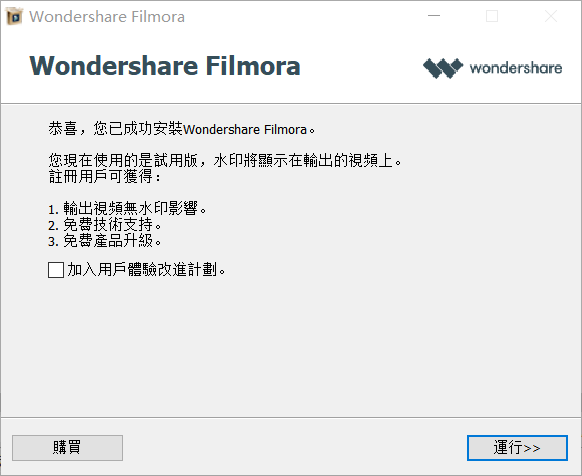 Wondershare Filmora
Wondershare Filmora
wondershare
恭喜，您已成功安裝Wondershare Filmora。
您現在使用的是試用版，水印將顯示在輸出的視頻上。
註冊用戶可獲得：
1. 輸出視頻無水印影響。
2. 免費技術支持。
3. 免費產品升級。
加入用戶體驗改進計劃。
購買
運行>>